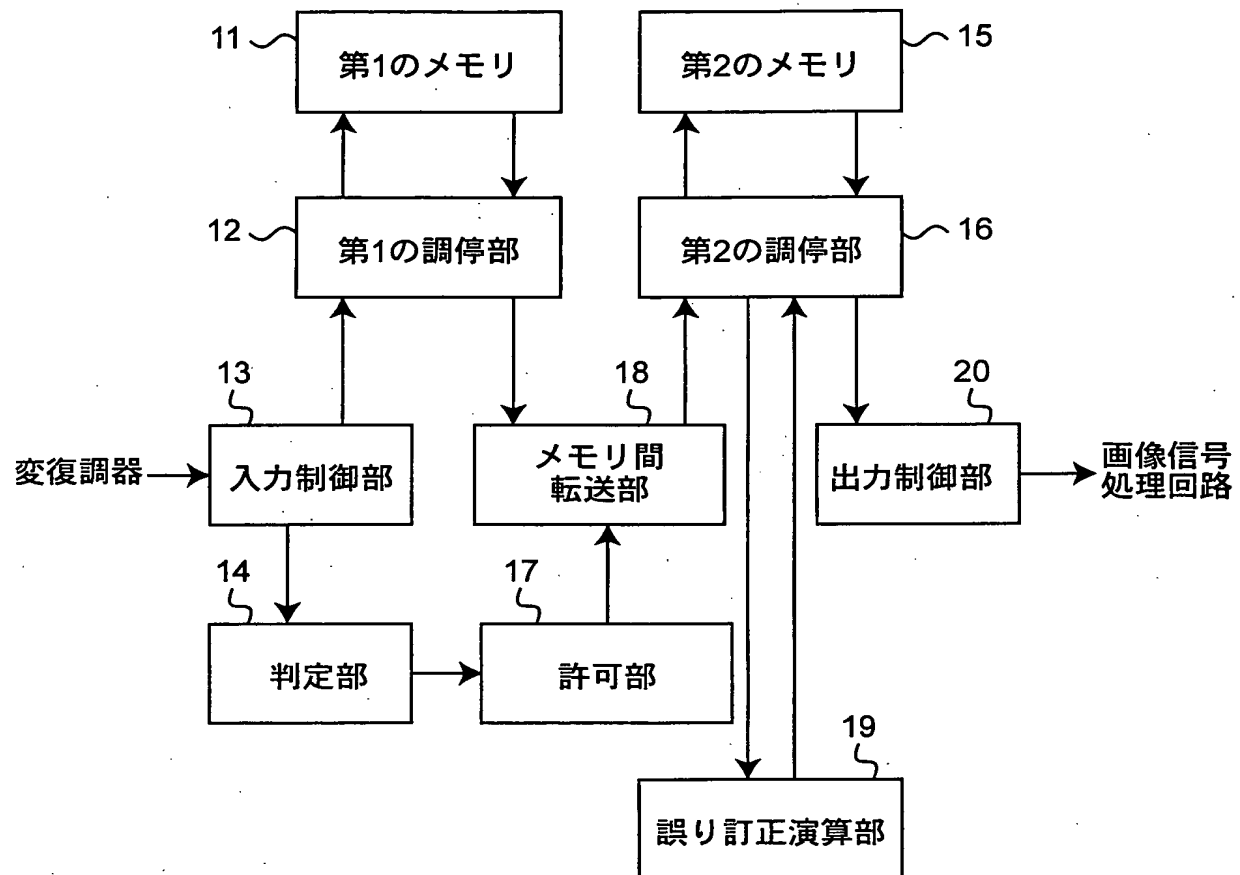 11
第1のメモリ
第2のメモリ
15
12
第1の調停部
第2の調停部
16
13
18
20
変復調器
入力制御部
メモリ間
転送部
出力制御部
画像信号
処理回路
14
17
判定部
許可部
19
誤り訂正演算部